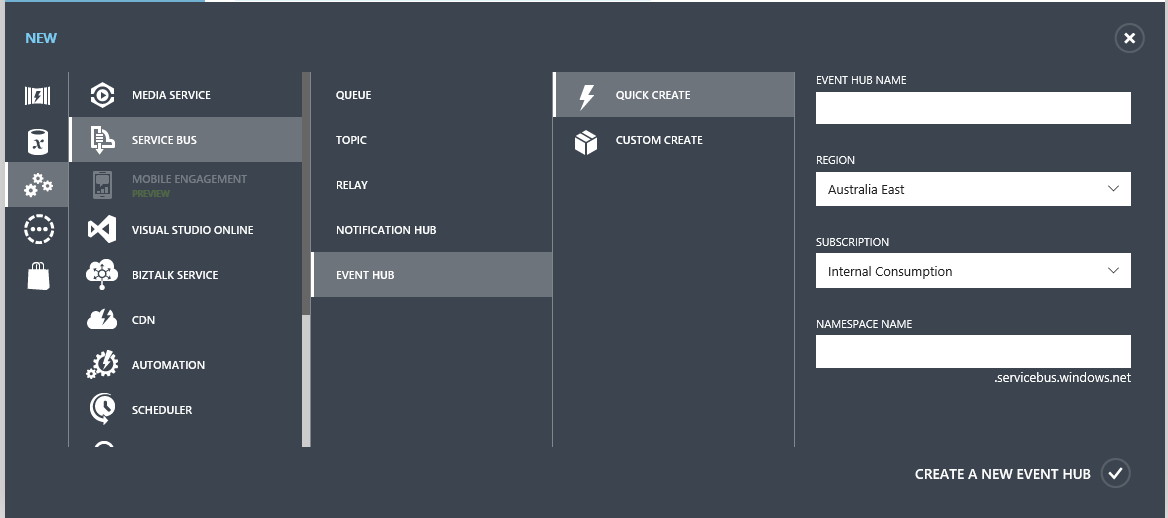 NEW
MEDIA SERVICE
SERVICE BUS
MOBILE ENGAGEMENT
PREVIEW
VISUAL STUDIO ONLINE
BIZTALK SERVICE
CDN
AUTOMATION
SCHEDULER
QUEUE
TOPIC
RELAY
NOTIFICATION HUB
EVENT HUB
QUICK CREATE
CUSTOM CREATE
EVENT HUB NAME
REGION
Australia East
SUBSCRIPTION
Internal Consumption
NAMESPACE NAME
.servicebus.windows.net
CREATE A NEW EVENT HUB